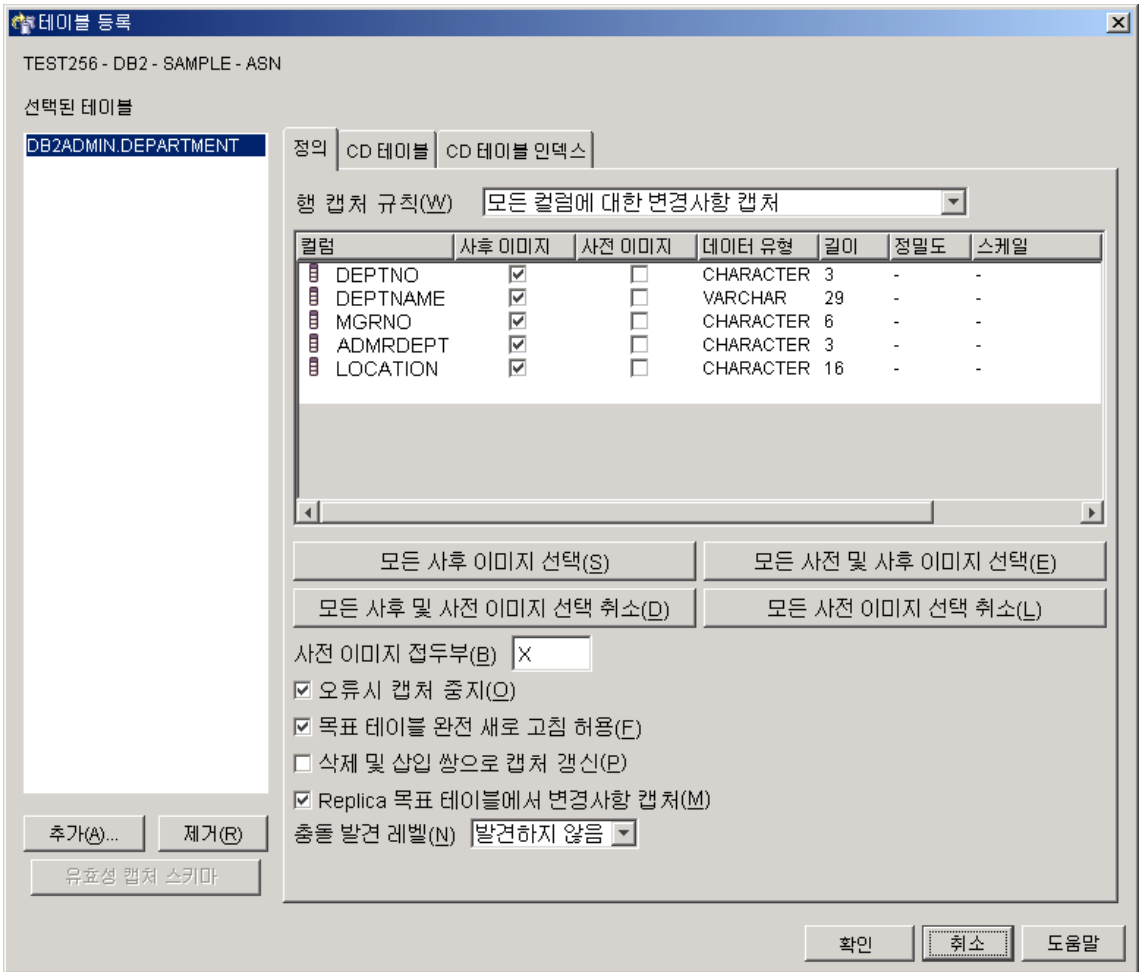 테이블 등록
TEST256 - DB2 - SAMPLE - ASN
선택된 테이블
DB2ADMIN.DEPARTMENT
정의 CD 테이블 CD 테이블 인덱스
행 캡처 규칙(W) 모든 컬럼에 대한 변경사항 캡처
컬럼 사후 이미지 사전 이미지 데이터 유형 길이 정밀도 스케일
DEPTNO CHARACTER 3 - -
DEPTNAME VARCHAR 29 - -
MGRNO CHARACTER 6 - -
ADMRDEPT CHARACTER 3 - -
LOCATION CHARACTER 16 - -
모든 사후 이미지 선택(S) 모든 사전 및 사후 이미지 선택(E)
모든 사후 및 사전 이미지 선택 취소(D) 모든 사전 이미지 선택 취소(L)
사전 이미지 접두부(B) X
오류시 캡처 중지(O)
목표 테이블 완전 새로 고침 허용(F)
삭제 및 삽입 쌍으로 캡처 갱신(P)
Replica 목표 테이블에서 변경사항 캡처(M)
충돌 발견 레벨(N) 발견하지 않음
추가(A)... 제거(R)
유효성 캡처 스키마
확인 취소 도움말